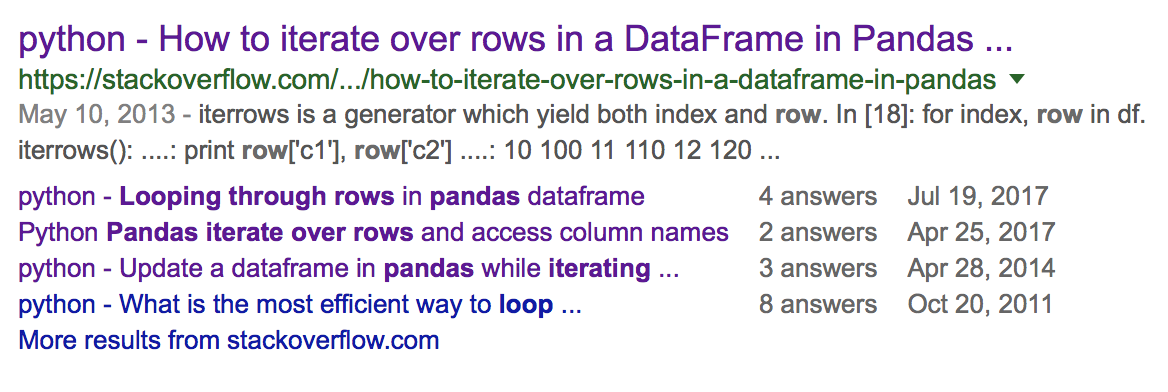 python - How to iterate over rows in a DataFrame in Pandas ...
https://stackoverflow.com/.../how-to-iterate-over-rows-in-a-dataframe-in-pandas
May 10, 2013 - iterrows is a generator which yield both index and row. In [18]: for index, row in df.
iterrows(): ....: print row['c1'], row['c2'] ....: 10 100 11 110 12 120 ...
python - Looping through rows in pandas dataframe 4 answers Jul 19, 2017
Python Pandas iterate over rows and access column names 2 answers Apr 25, 2017
python - Update a dataframe in pandas while iterating ... 3 answers Apr 28, 2014
python - What is the most efficient way to loop ... 8 answers Oct 20, 2011
More results from stackoverflow.com